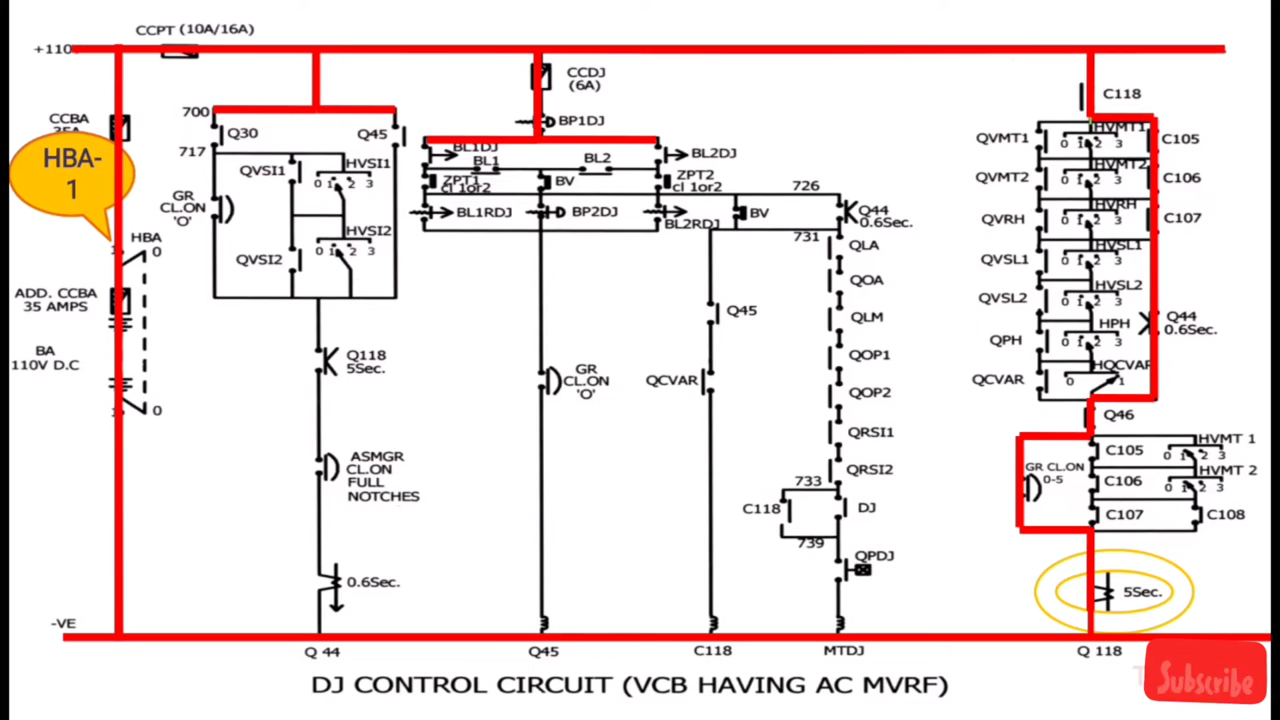 CCPT (10A/16A)
+110
CCDJ
(6A)
C118
CCBA
35A
HBA-
1
700
Q30
Q45
BP1DJ
717
BL1DJ
BL1
BL2
BL2DJ
QVMT1
HVMT1
C105
QVSI1
HVSI1
0 1 2 3
ZPT1
cl 1or2
BV
ZPT2
cl 1or2
726
QVMT2
HVMT2
0 1 2 3
C106
GR
CL.ON
'O'
BL1RDJ
BP2DJ
BL2RDJ
BV
Q44
0.6Sec.
QVRH
HVRH
0 1 2 3
C107
HBA
0
HVSI2
0 1 2 3
731
QLA
QVSI2
QVSL1
HVSL1
0 1 2 3
ADD. CCBA
35 AMPS
QOA
QVSL2
HVSL2
0 1 2 3
Q45
QLM
Q44
0.6Sec.
BA
110V D.C
Q118
5Sec.
QOP1
QPH
HPH
0 1 2 3
GR
CL.ON
'O'
QCVAR
QOP2
QCVAR
HQCVAR
0 1
0
QRSI1
Q46
ASMGR
CL.ON
FULL
NOTCHES
QRSI2
C105
HVMT 1
0 1 2 3
GR CL.ON
0-5
C106
HVMT 2
0 1 2 3
733
C118
DJ
C107
C108
739
QPDJ
0.6Sec.
5Sec.
-VE
Q 44
Q45
C118
MTDJ
Q 118
DJ CONTROL CIRCUIT (VCB HAVING AC MVRF)
Subscribe